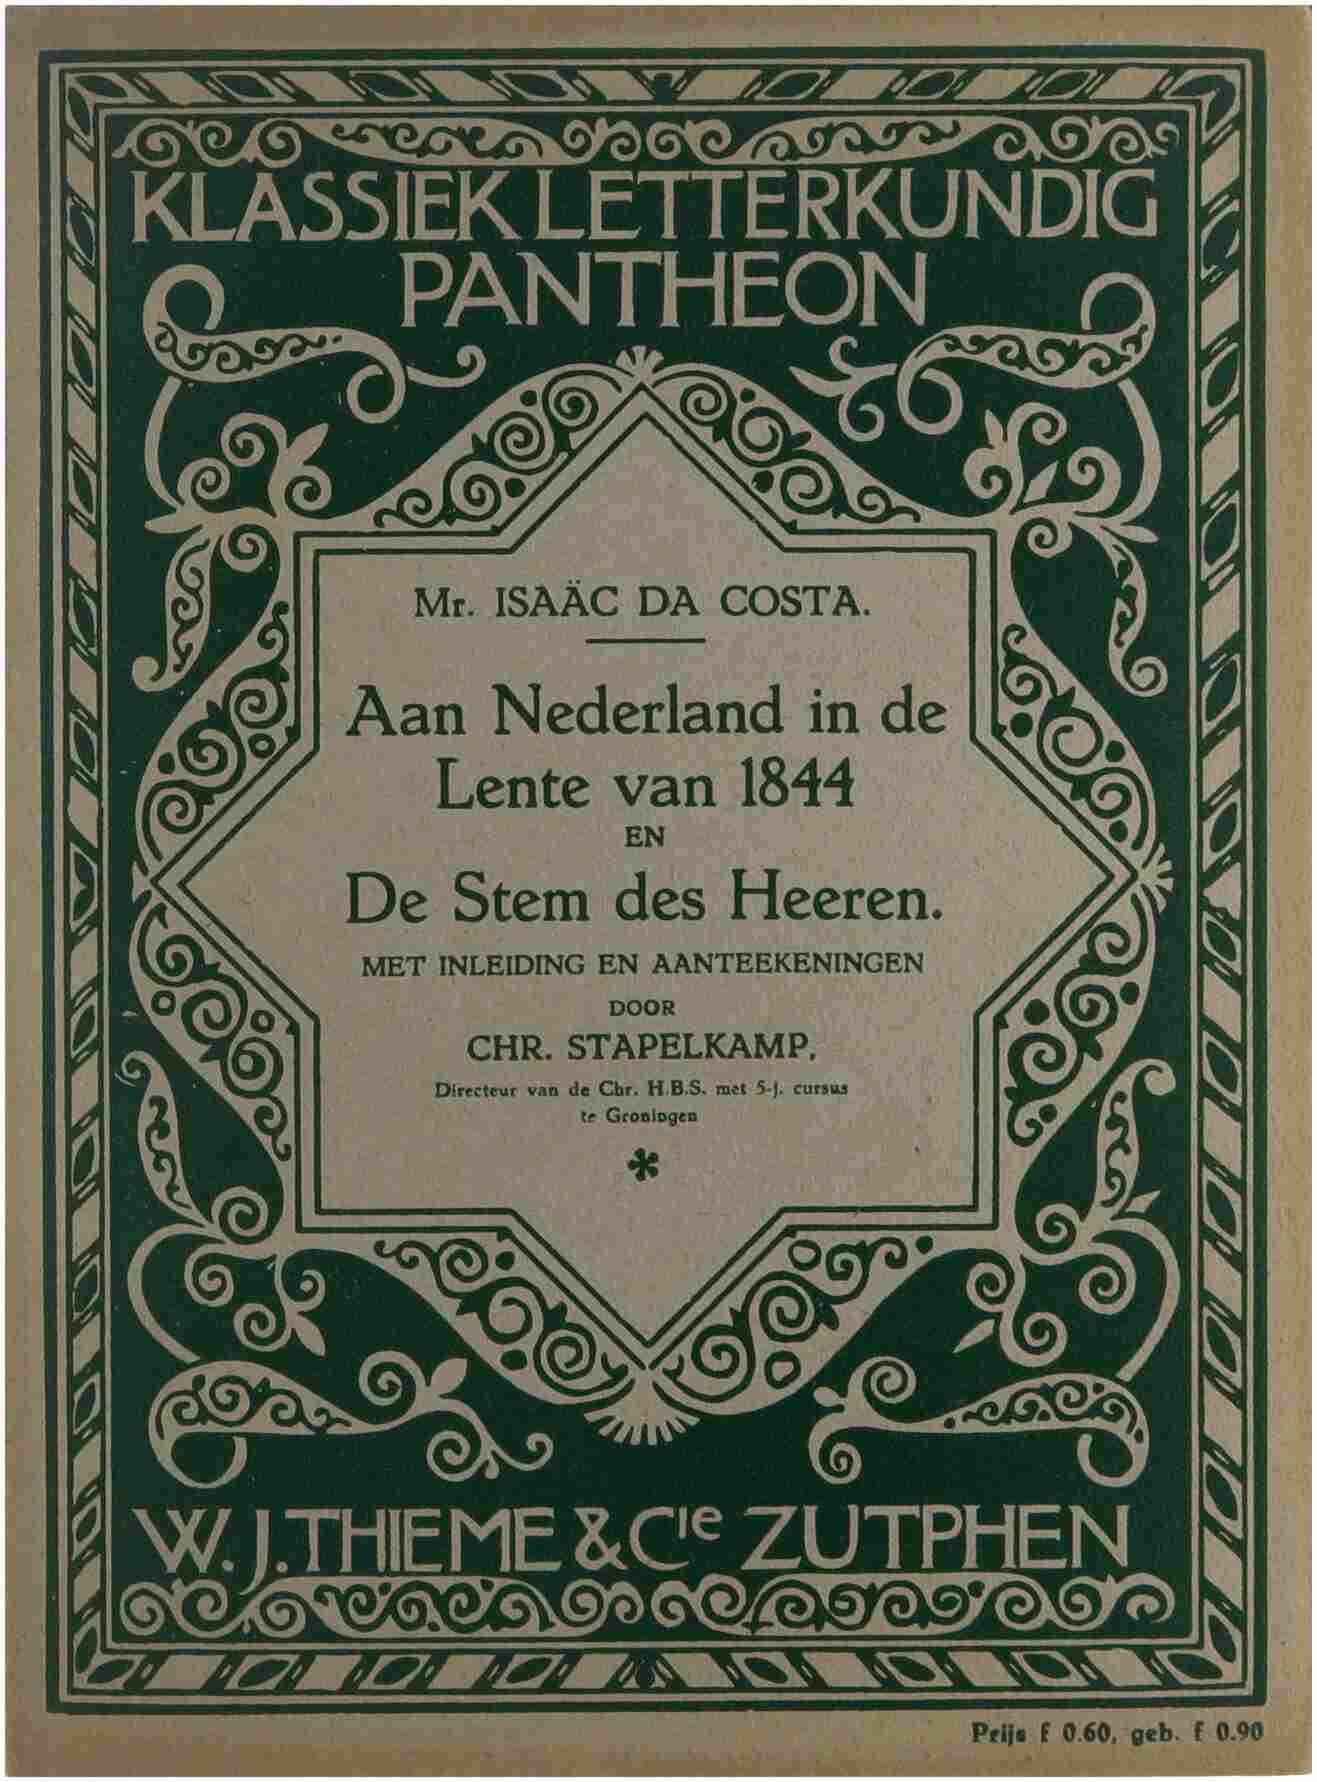 KLASSIEK LETTERKUNDIG
PANTHEON
Mr. ISAÄC DA COSTA.
Aan Nederland in de
Lente van 1844
EN
De Stem des Heeren.
MET INLEIDING EN AANTEEKENINGEN
DOOR
CHR. STAPELKAMP,
Directeur van de Chr. H.B.S. met 5-j. cursus
te Groningen
*
W. J. THIEME & Cie ZUTPHEN
Prijs f 0.60, geb. f 0.90